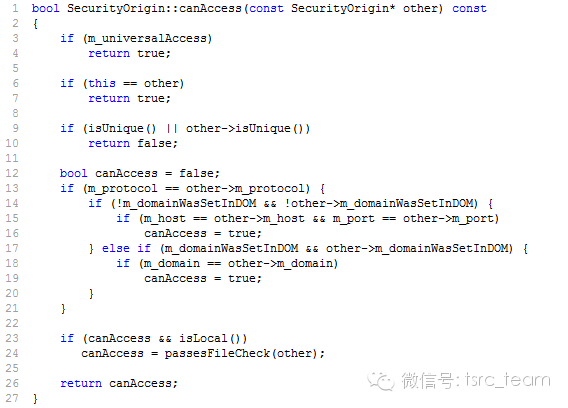 1 bool SecurityOrigin::canAccess(const SecurityOrigin* other) const
2 {
3     if (m_universalAccess)
4         return true;
5
6     if (this == other)
7         return true;
8
9     if (isUnique() || other->isUnique())
10         return false;
11
12     bool canAccess = false;
13     if (m_protocol == other->m_protocol) {
14         if (!m_domainWasSetInDOM && !other->m_domainWasSetInDOM) {
15             if (m_host == other->m_host && m_port == other->m_port)
16                 canAccess = true;
17         } else if (m_domainWasSetInDOM && other->m_domainWasSetInDOM) {
18             if (m_domain == other->m_domain)
19                 canAccess = true;
20         }
21     }
22
23     if (canAccess && isLocal())
24        canAccess = passesFileCheck(other);
25
26     return canAccess;
27 }
微信号: tsrc_team